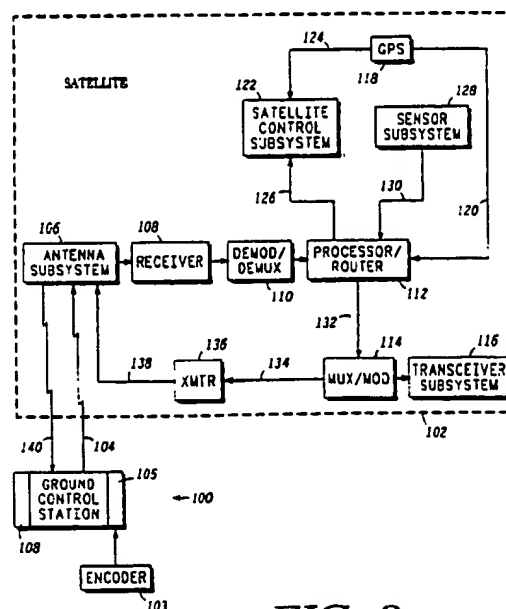 124
GPS
118
SATELLITE
122
SATELLITE
CONTROL
SUBSYSTEM
128
SENSOR
SUBSYSTEM
126
130
120
106
ANTENNA
SUBSYSTEM
108
RECEIVER
DEMOD/
DEMUX
110
PROCESSOR/
ROUTER
112
132
136
XMTR
138
134
114
MUX/MOD
116
TRANSCEIVER
SUBSYSTEM
102
140
104
GROUND
CONTROL
STATION
105
108
100
ENCODER
103